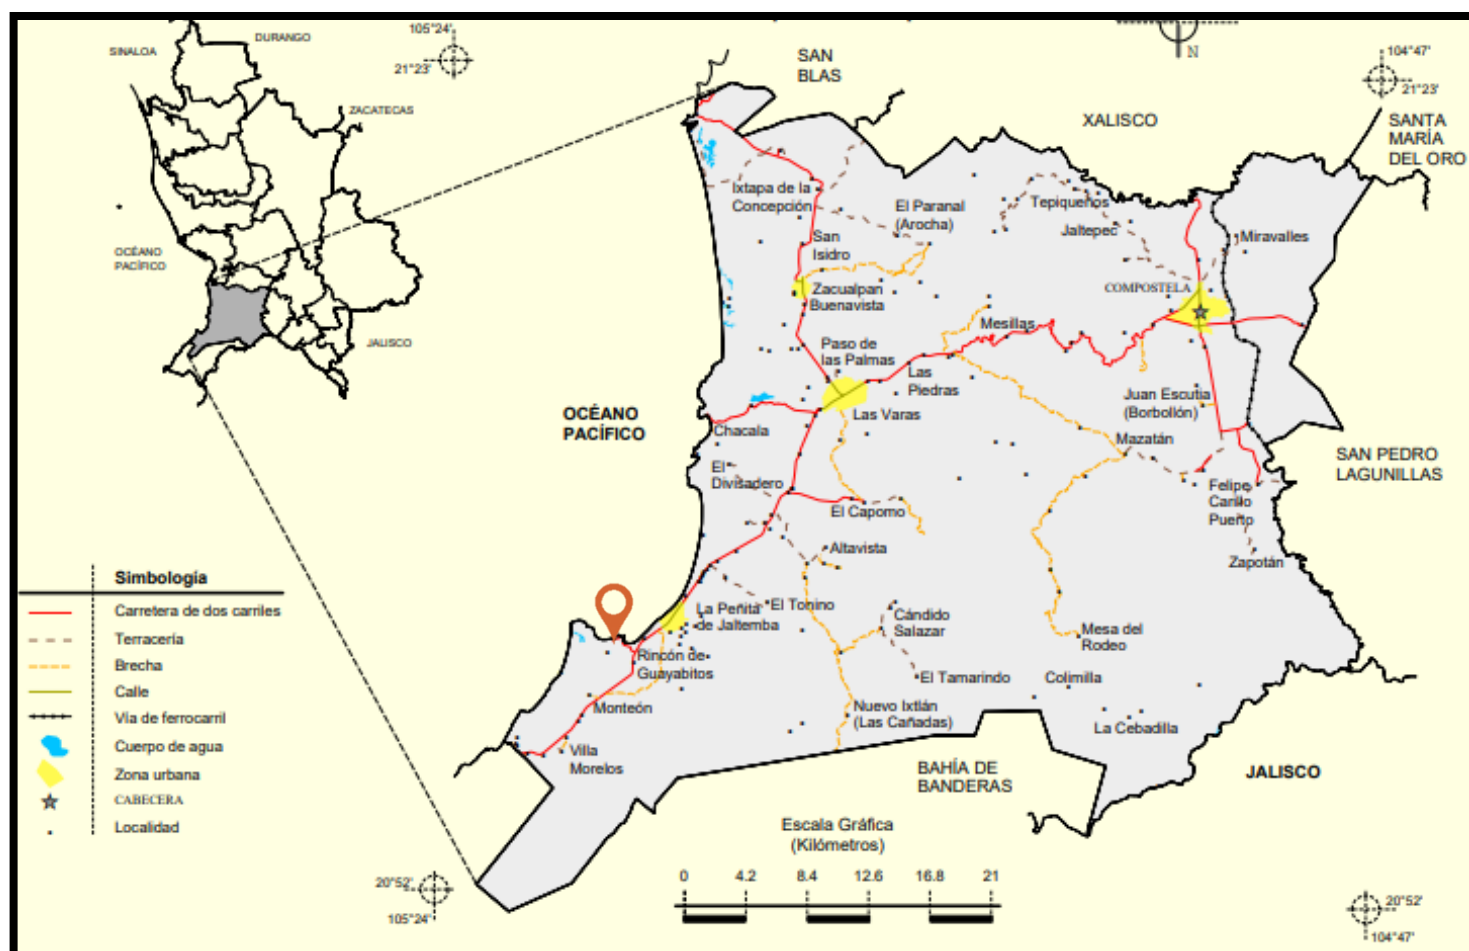 DURANGO
SINALOA
ZACATECAS
OCÉANO
PACÍFICO
JALISCO
105°24'
21°23'
SAN
BLAS
N
XALISCO
104°47'
21°23'
SANTA
MARÍA
DEL ORO
Ixtapa de la
Concepción
El Paranal
(Arocha)
Tepiqueños
Jaltepec
Miravalles
San
Isidro
Zacualpan
Buenavista
COMPOSTELA
Mesillas
Paso de
las Palmas
Las
Piedras
Las Varas
Juan Escutia
(Borbollón)
OCÉANO
PACÍFICO
Chacala
Mazatán
SAN PEDRO
LAGUNILLAS
El
Divisadero
El Capomo
Felipe
Carillo
Puerto
Altavista
Zapotán
La Peñita
de Jaltemba
El Tonino
Cándido
Salazar
Mesa del
Rodeo
Rincón de
Guayabitos
El Tamarindo
Colimilla
Monteón
Nuevo Ixtlán
(Las Cañadas)
La Cebadilla
Villa
Morelos
BAHÍA DE
BANDERAS
JALISCO
Simbología
Carretera de dos carriles
Terracería
Brecha
Calle
Vía de ferrocarril
Cuerpo de agua
Zona urbana
CABECERA
Localidad
Escala Gráfica
(Kilómetros)
0 4.2 8.4 12.6 16.8 21
20°52'
105°24'
20°52'
104°47'